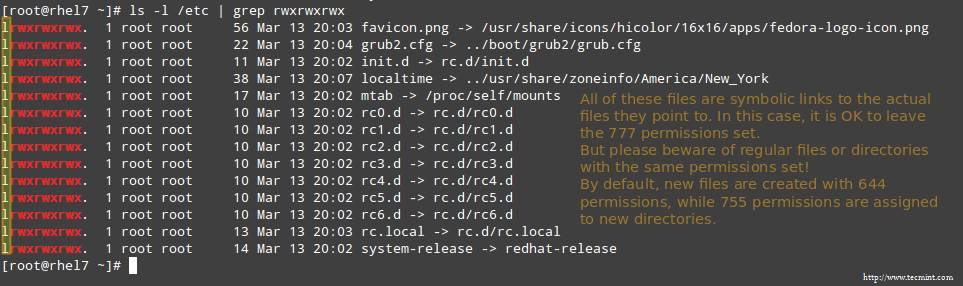 [root@rhel7 ~]# ls -l /etc | grep rwxrwxrwx
lrwxrwxrwx. 1 root root 56 Mar 13 20:03 favicon.png -> /usr/share/icons/hicolor/16x16/apps/fedora-logo-icon.png
lrwxrwxrwx. 1 root root 22 Mar 13 20:04 grub2.cfg -> ../boot/grub2/grub.cfg
lrwxrwxrwx. 1 root root 11 Mar 13 20:02 init.d -> rc.d/init.d
lrwxrwxrwx. 1 root root 38 Mar 13 20:07 localtime -> ../usr/share/zoneinfo/America/New_York
lrwxrwxrwx. 1 root root 17 Mar 13 20:02 mtab -> /proc/self/mounts
lrwxrwxrwx. 1 root root 10 Mar 13 20:02 rc0.d -> rc.d/rc0.d
lrwxrwxrwx. 1 root root 10 Mar 13 20:02 rc1.d -> rc.d/rc1.d
lrwxrwxrwx. 1 root root 10 Mar 13 20:02 rc2.d -> rc.d/rc2.d
lrwxrwxrwx. 1 root root 10 Mar 13 20:02 rc3.d -> rc.d/rc3.d
lrwxrwxrwx. 1 root root 10 Mar 13 20:02 rc4.d -> rc.d/rc4.d
lrwxrwxrwx. 1 root root 10 Mar 13 20:02 rc5.d -> rc.d/rc5.d
lrwxrwxrwx. 1 root root 10 Mar 13 20:02 rc6.d -> rc.d/rc6.d
lrwxrwxrwx. 1 root root 13 Mar 13 20:03 rc.local -> rc.d/rc.local
lrwxrwxrwx. 1 root root 14 Mar 13 20:02 system-release -> redhat-release
[root@rhel7 ~]#
All of these files are symbolic links to the actual
files they point to. In this case, it is OK to leave
the 777 permissions set.
But please beware of regular files or directories
with the same permissions set!
By default, new files are created with 644
permissions, while 755 permissions are assigned
to new directories.
http://www.tecmint.com